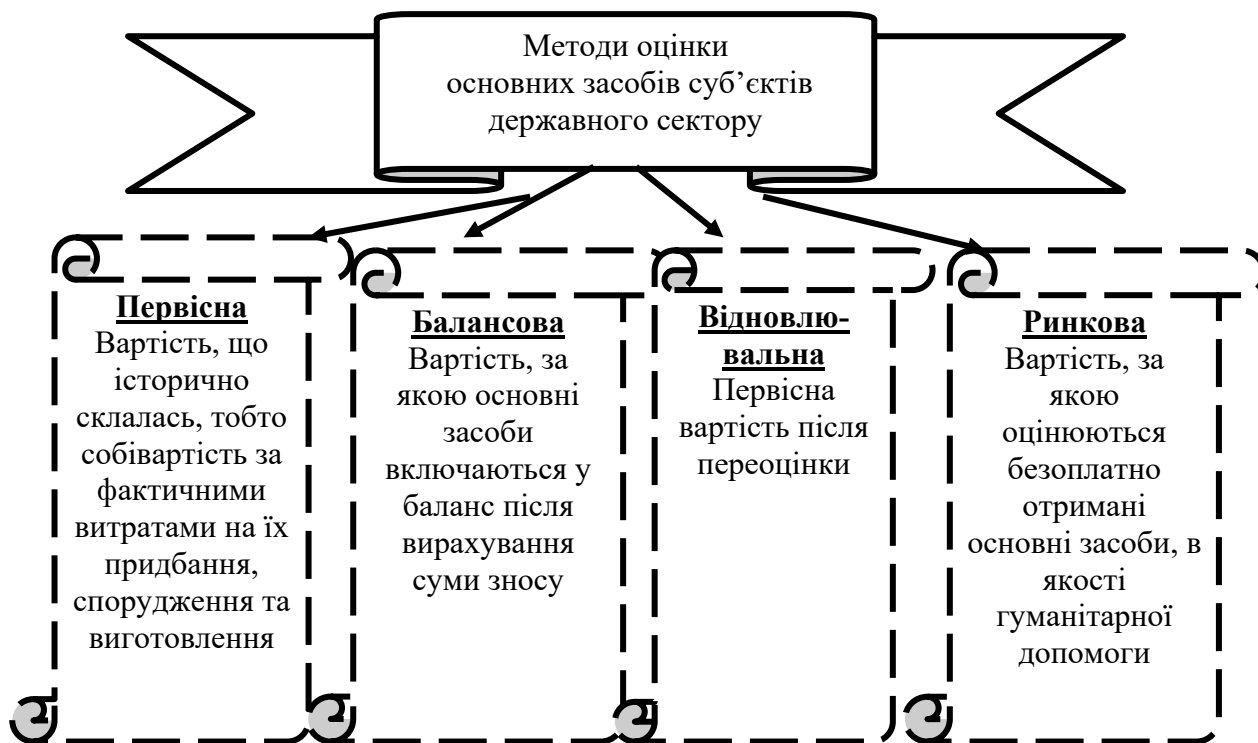 Методи оцінки
основних засобів суб’єктів
державного сектору
Первісна
Вартість, що
історично
склалась, тобто
собівартість за
фактичними
витратами на їх
придбання,
спорудження та
виготовлення
Балансова
Вартість, за
якою основні
засоби
включаються у
баланс після
вирахування
суми зносу
Відновлю-
вальна
Первісна
вартість після
переоцінки
Ринкова
Вартість, за
якою
оцінюються
безоплатно
отримані
основні засоби, в
якості
гуманітарної
допомоги